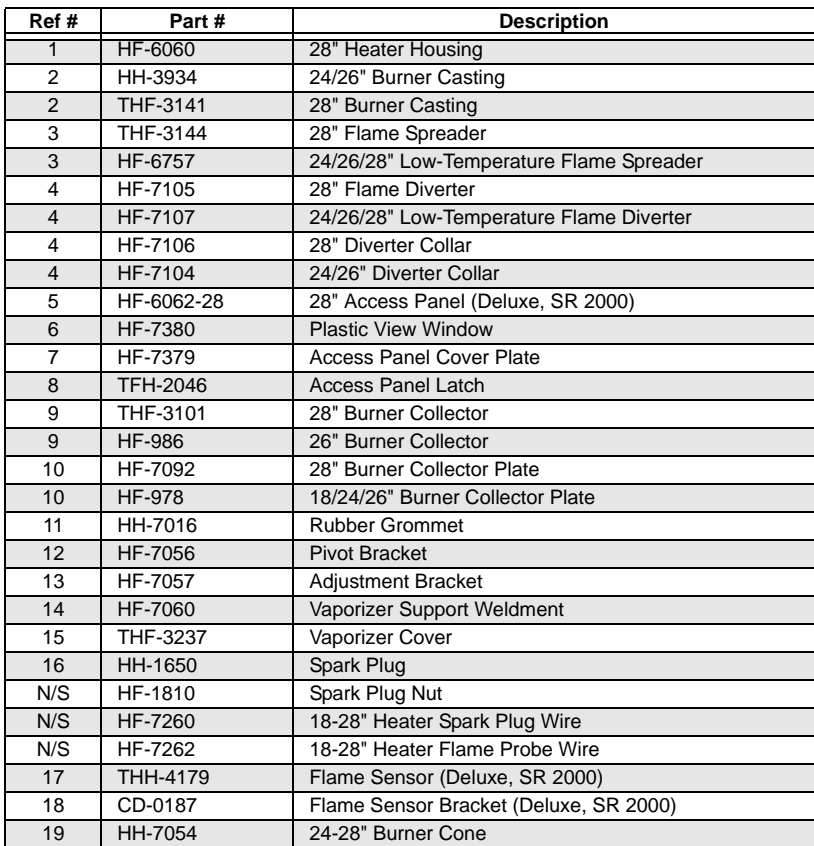 Ref # Part # Description
1 HF-6060 28" Heater Housing
2 HH-3934 24/26" Burner Casting
2 THF-3141 28" Burner Casting
3 THF-3144 28" Flame Spreader
3 HF-6757 24/26/28" Low-Temperature Flame Spreader
4 HF-7105 28" Flame Diverter
4 HF-7107 24/26/28" Low-Temperature Flame Diverter
4 HF-7106 28" Diverter Collar
4 HF-7104 24/26" Diverter Collar
5 HF-6062-28 28" Access Panel (Deluxe, SR 2000)
6 HF-7380 Plastic View Window
7 HF-7379 Access Panel Cover Plate
8 TFH-2046 Access Panel Latch
9 THF-3101 28" Burner Collector
9 HF-986 26" Burner Collector
10 HF-7092 28" Burner Collector Plate
10 HF-978 18/24/26" Burner Collector Plate
11 HH-7016 Rubber Grommet
12 HF-7056 Pivot Bracket
13 HF-7057 Adjustment Bracket
14 HF-7060 Vaporizer Support Weldment
15 THF-3237 Vaporizer Cover
16 HH-1650 Spark Plug
N/S HF-1810 Spark Plug Nut
N/S HF-7260 18-28" Heater Spark Plug Wire
N/S HF-7262 18-28" Heater Flame Probe Wire
17 THH-4179 Flame Sensor (Deluxe, SR 2000)
18 CD-0187 Flame Sensor Bracket (Deluxe, SR 2000)
19 HH-7054 24-28" Burner Cone